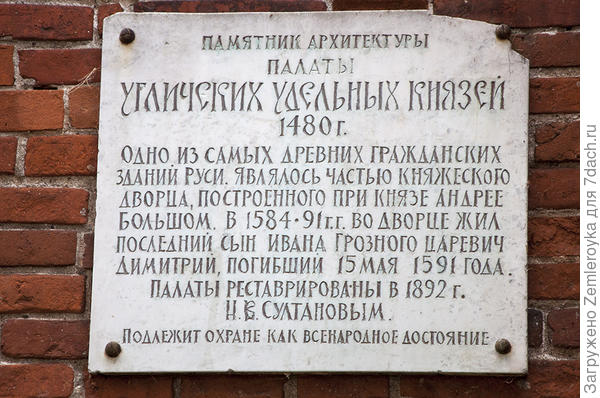 ПАМЯТНИК АРХИТЕКТУРЫ
ПАЛАТЫ
УГЛИЧСКИХ УДЕЛЬНЫХ КНЯЗЕЙ
1480 г.
ОДНО ИЗ САМЫХ ДРЕВНИХ ГРАЖДАНСКИХ
ЗДАНИЙ РУСИ. ЯВЛЯЛОСЬ ЧАСТЬЮ КНЯЖЕСКОГО
ДВОРЦА, ПОСТРОЕННОГО ПРИ КНЯЗЕ АНДРЕЕ
БОЛЬШОМ. В 1584-91 г.г. ВО ДВОРЦЕ ЖИЛ
ПОСЛЕДНИЙ СЫН ИВАНА ГРОЗНОГО ЦАРЕВИЧ
ДИМИТРИЙ, ПОГИБШИЙ 15 МАЯ 1591 ГОДА.
ПАЛАТЫ РЕСТАВРИРОВАНЫ В 1892 г.
Н.В. СУЛТАНОВЫМ.
ПОДЛЕЖИТ ОХРАНЕ КАК ВСЕНАРОДНОЕ ДОСТОЯНИЕ
Загружено Zemleroyka для 7dach.ru